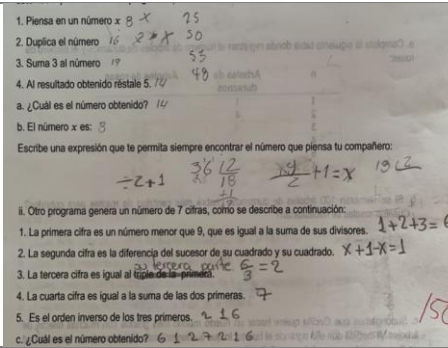 1. Piensa en un número x 8 x 25
2. Duplica el número 16 2*x 50
3. Suma 3 al número 19 53
4. Al resultado obtenido réstale 5. 14 48
a. ¿Cuál es el número obtenido? 14
b. El número x es: 8
Escribe una expresión que te permita siempre encontrar el número que piensa tu compañero:
÷2+1 36 2 18 +1 +1=x 2
ii. Otro programa genera un número de 7 cifras, como se describe a continuación:
1. La primera cifra es un número menor que 9, que es igual a la suma de sus divisores. 1+2+3=6
2. La segunda cifra es la diferencia del sucesor de su cuadrado y su cuadrado. x+1-x=1
su tercera parte 6/3=2
3. La tercera cifra es igual al triple de la primera.
4. La cuarta cifra es igual a la suma de las dos primeras. 7
5. Es el orden inverso de los tres primeros. 2 1 6
c. ¿Cuál es el número obtenido? 6 1 2 7 2 1 6